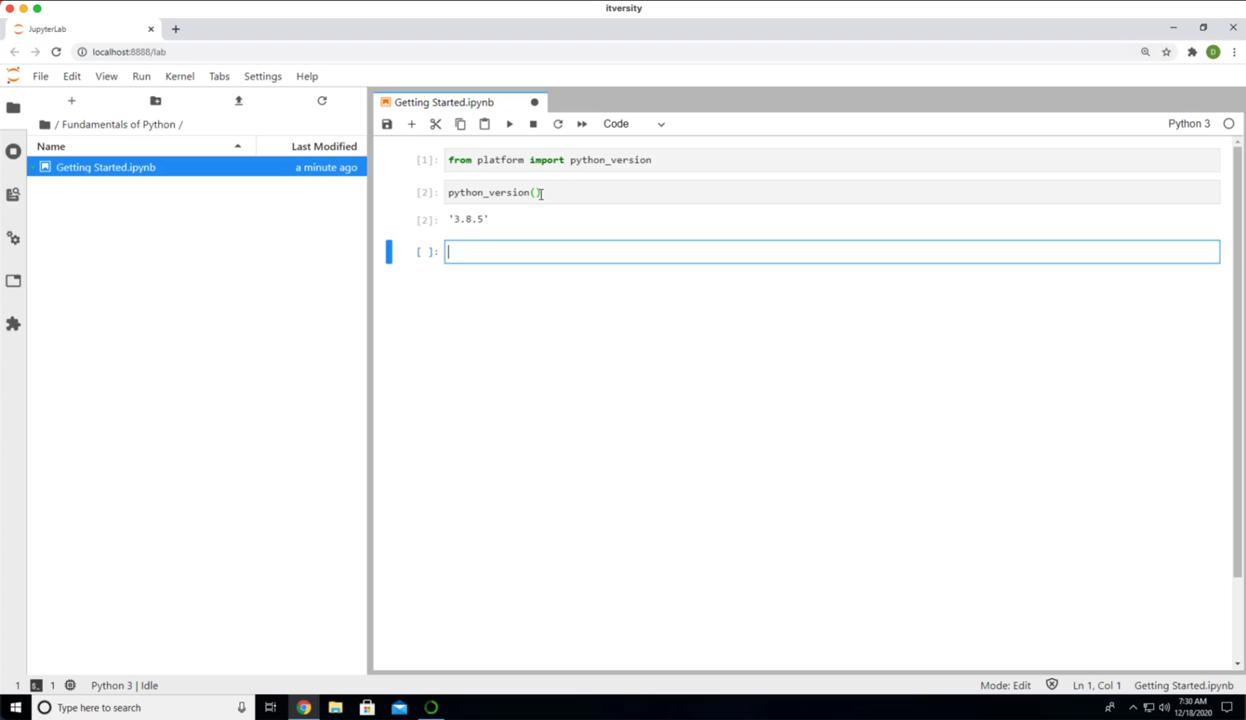 itversity
JupyterLab
localhost:8888/lab
D
File Edit View Run Kernel Tabs Settings Help
Getting Started.ipynb
/ Fundamentals of Python /
Code
Python 3
Name Last Modified
Getting Started.ipynb a minute ago
[1]: from platform import python_version
[2]: python_version()
[2]: '3.8.5'
[ ]:
1 1 Python 3 | Idle
Mode: Edit Ln 1, Col 1 Getting Started.ipynb
Type here to search
7:30 AM
12/18/2020